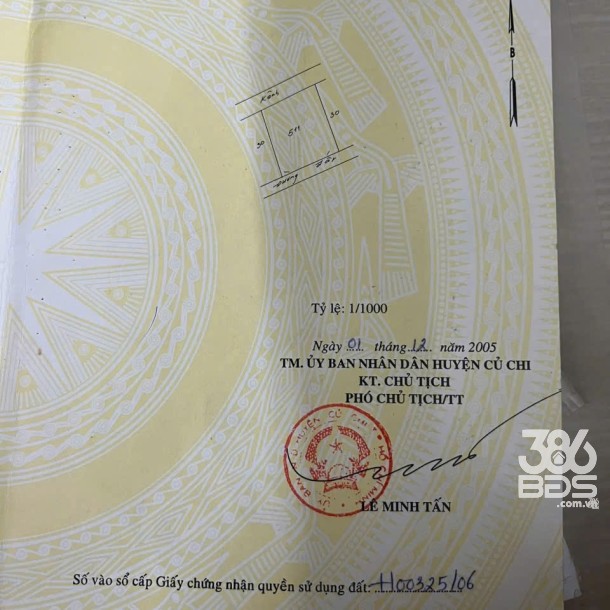 B
Kênh
30
511
30
Đường Đất
Tỷ lệ: 1/1000
Ngày 01 tháng 12 năm 2005
TM. ỦY BAN NHÂN DÂN HUYỆN CỦ CHI
KT. CHỦ TỊCH
PHÓ CHỦ TỊCH/TT
LÊ MINH TẤN
386
BDS
.com.vn
Số vào sổ cấp Giấy chứng nhận quyền sử dụng đất: H00325/06